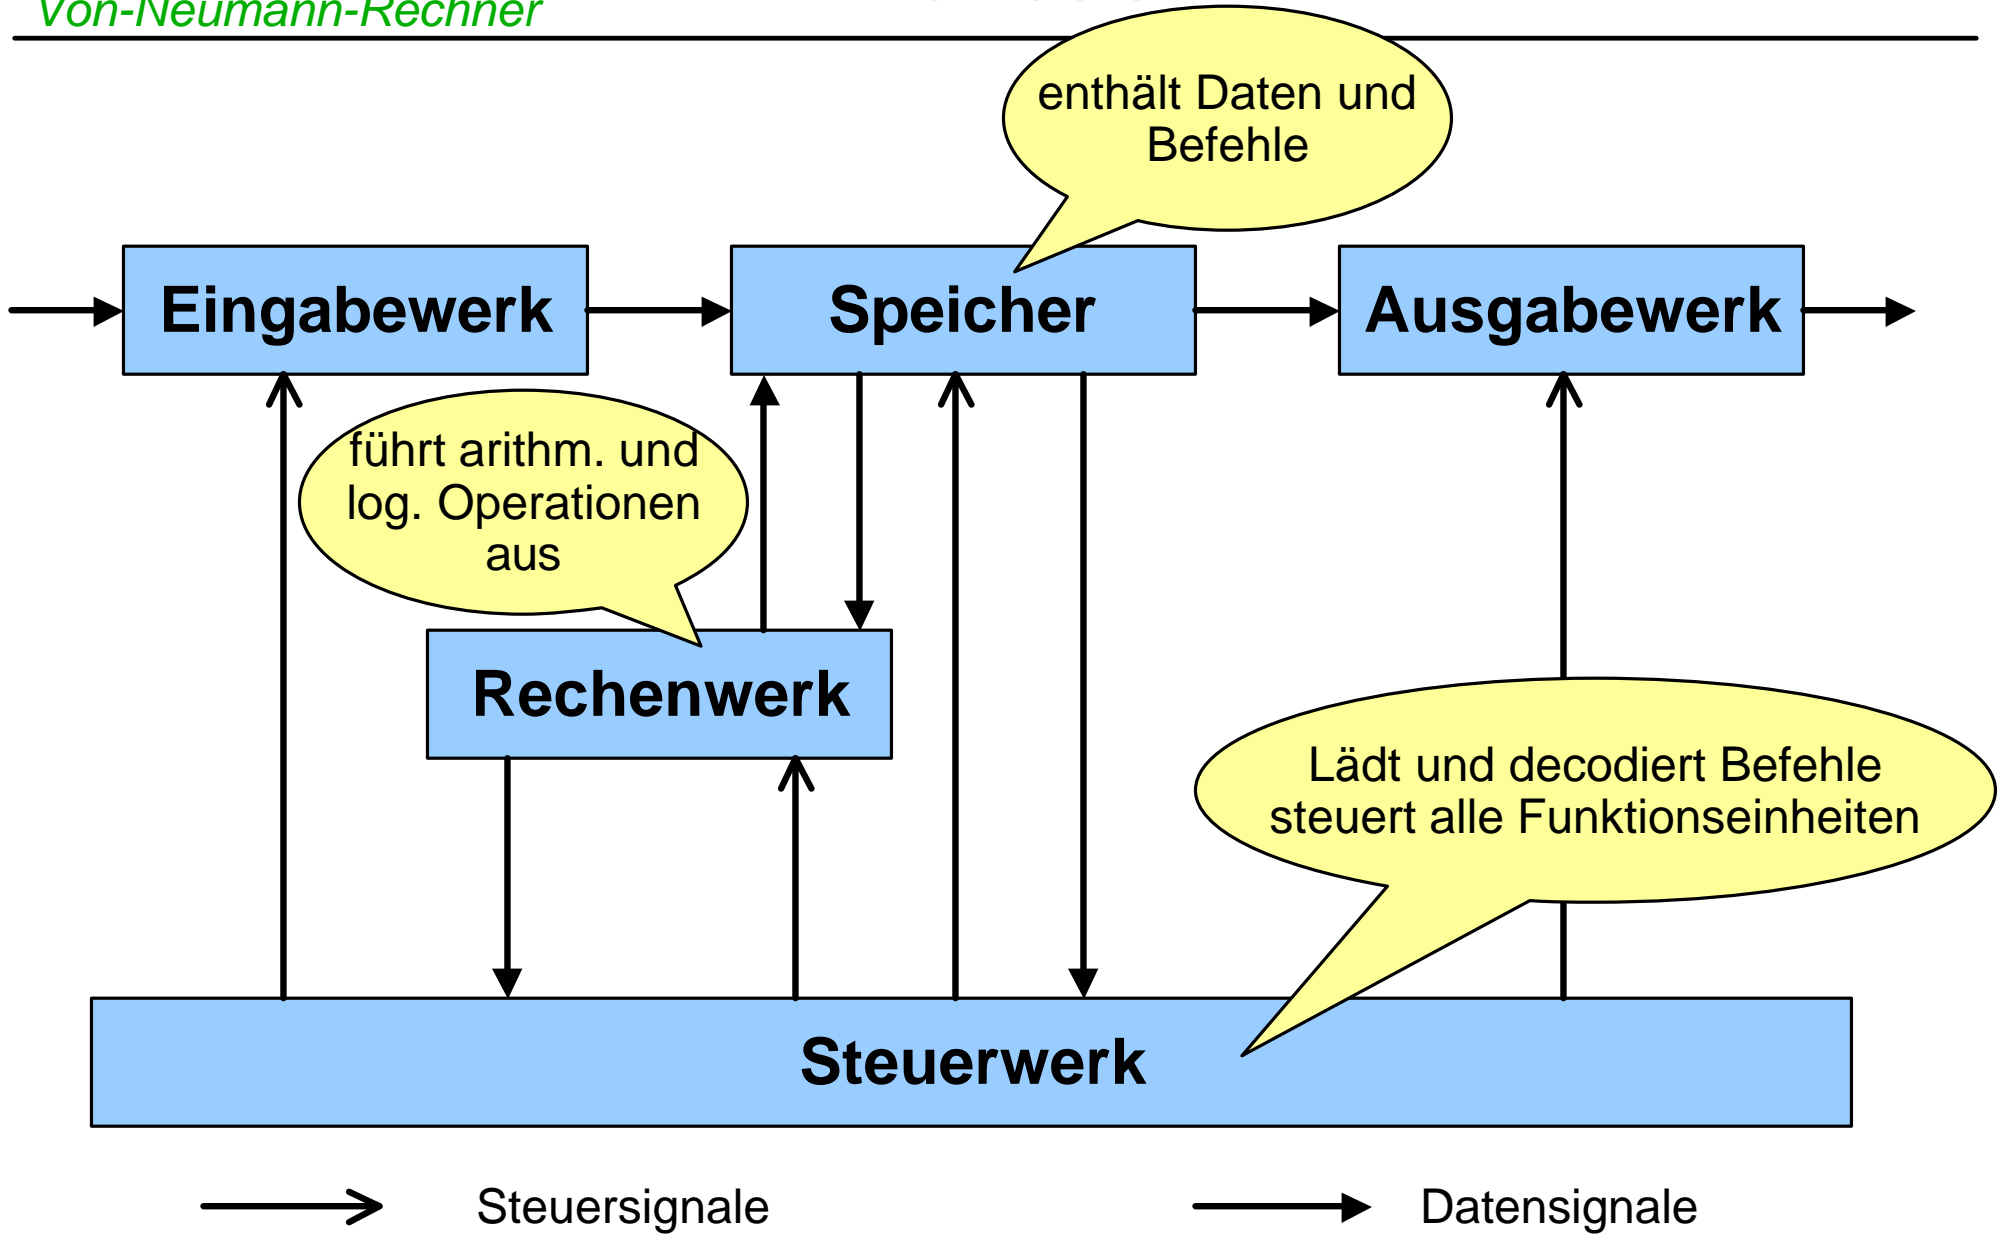 Von-Neumann-Rechner
enthält Daten und
Befehle
Eingabewerk
Speicher
Ausgabewerk
führt arithm. und
log. Operationen
aus
Rechenwerk
Lädt und decodiert Befehle
steuert alle Funktionseinheiten
Steuerwerk
Steuersignale
Datensignale